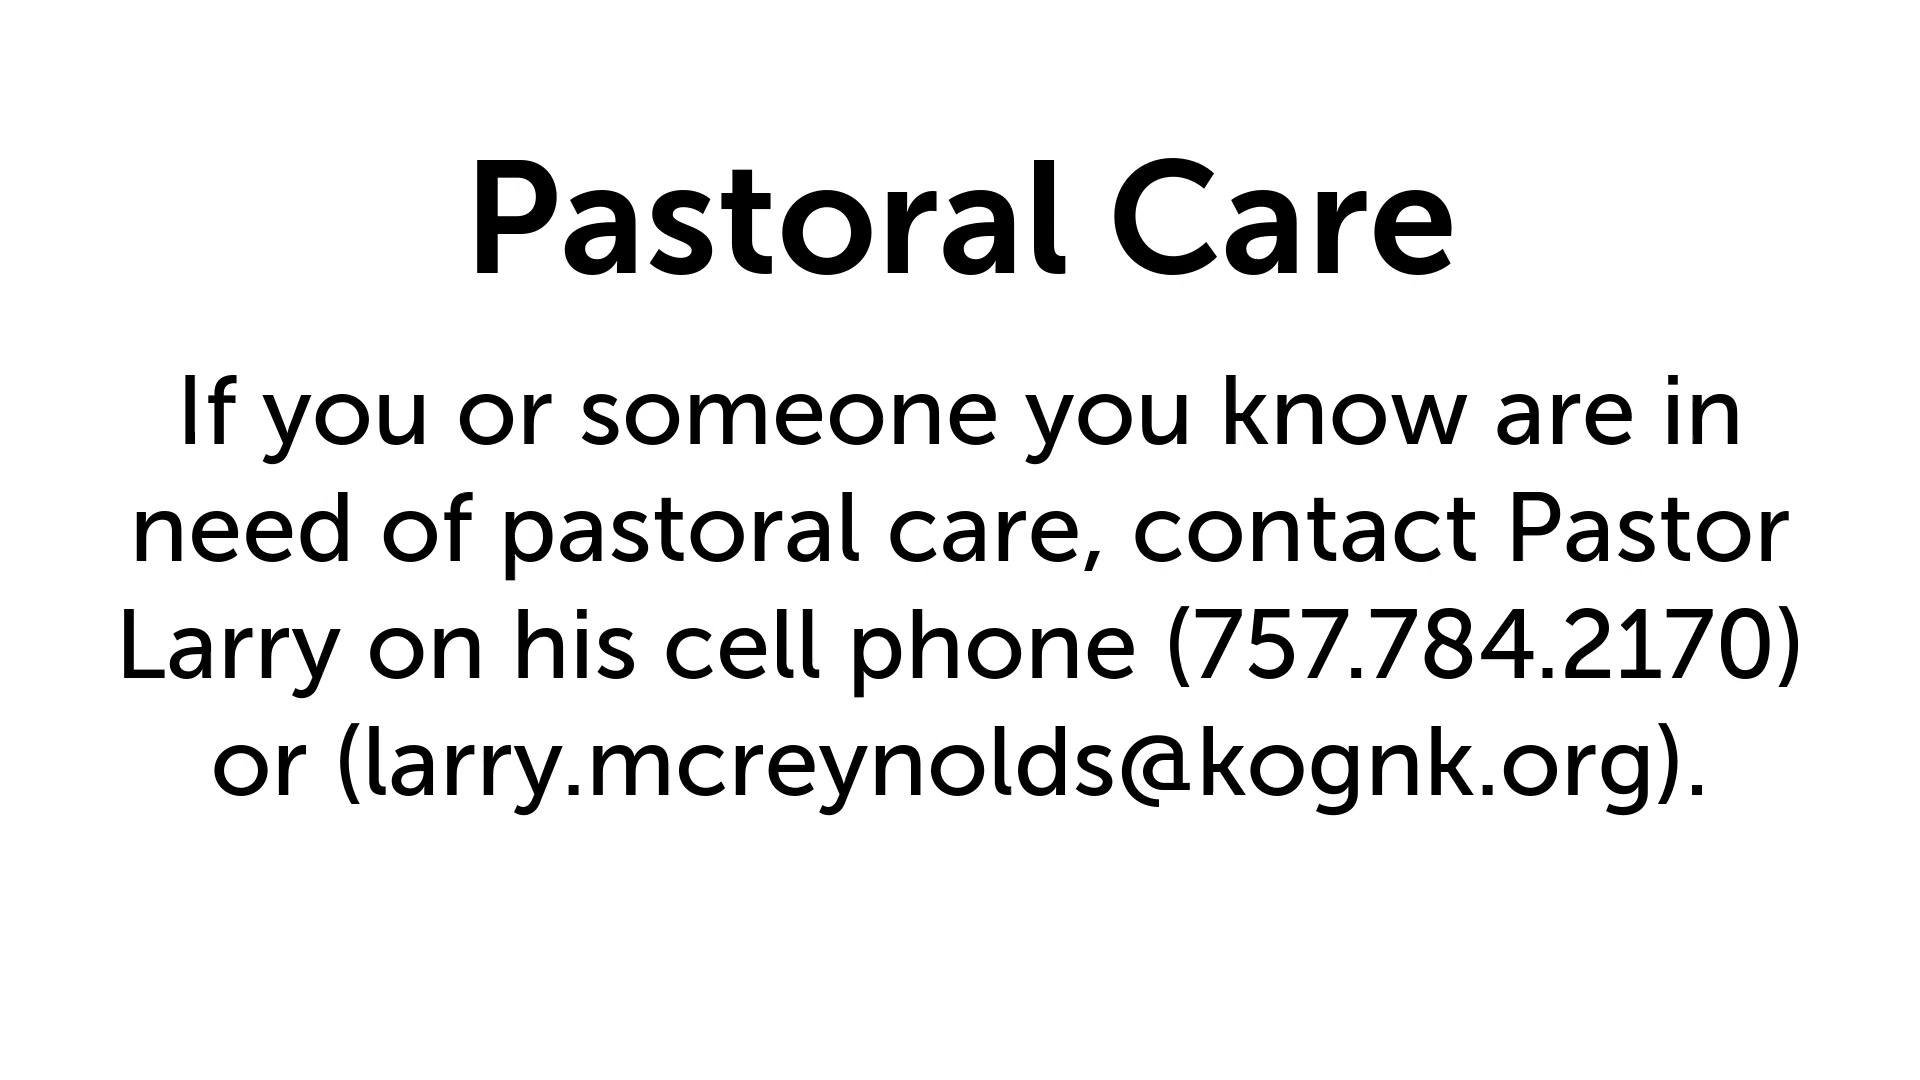 Pastoral Care
If you or someone you know are in
need of pastoral care, contact Pastor
Larry on his cell phone (757.784.2170)
or (larry.mcreynolds@kognk.org).